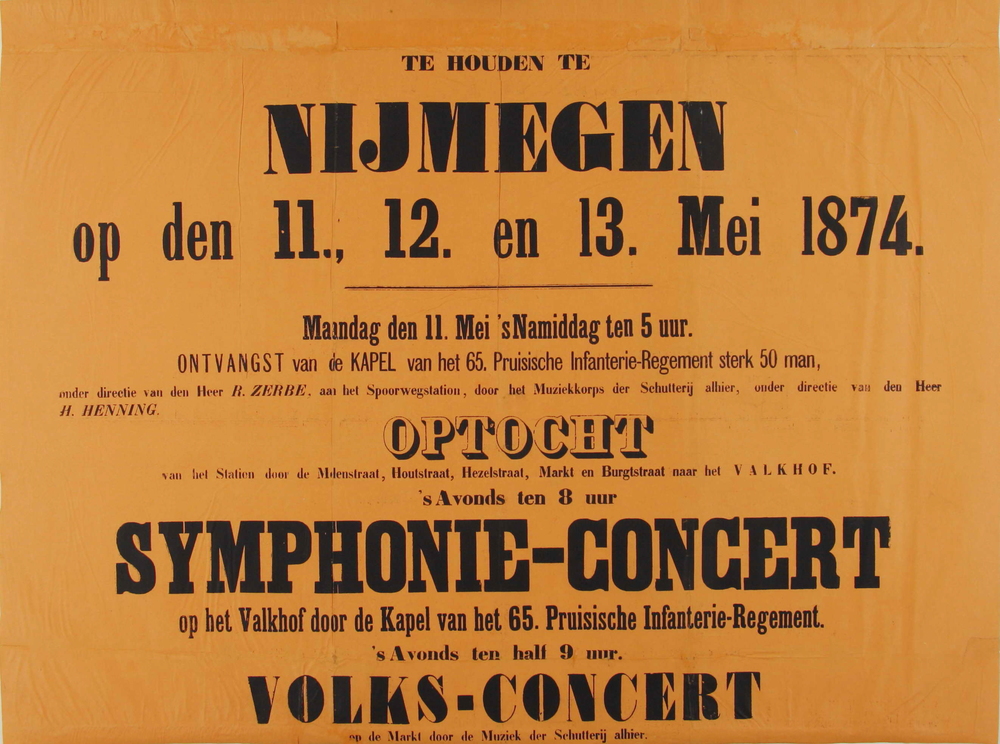 TE HOUDEN TE
NIJMEGEN
op den 11., 12. en 13. Mei 1874.
Maandag den 11. Mei 'sNamiddag ten 5 uur.
ONTVANGST van de KAPEL van het 65. Pruisische Infanterie-Regement sterk 50 man,
onder directie van den Heer R. ZERBE, aan het Spoorwegstation, door het Muziekkorps der Schutterij alhier, onder directie van den Heer
H. HENNING.
OPTOCHT
van het Station door de Molenstraat, Houtstraat, Hezelstraat, Markt en Burgtstraat naar het VALKHOF.
'sAvonds ten 8 uur
SYMPHONIE-CONCERT
op het Valkhof door de Kapel van het 65. Pruisische Infanterie-Regement.
'sAvonds ten half 9 uur.
VOLKS-CONCERT
op de Markt door de Muziek der Schutterij alhier.